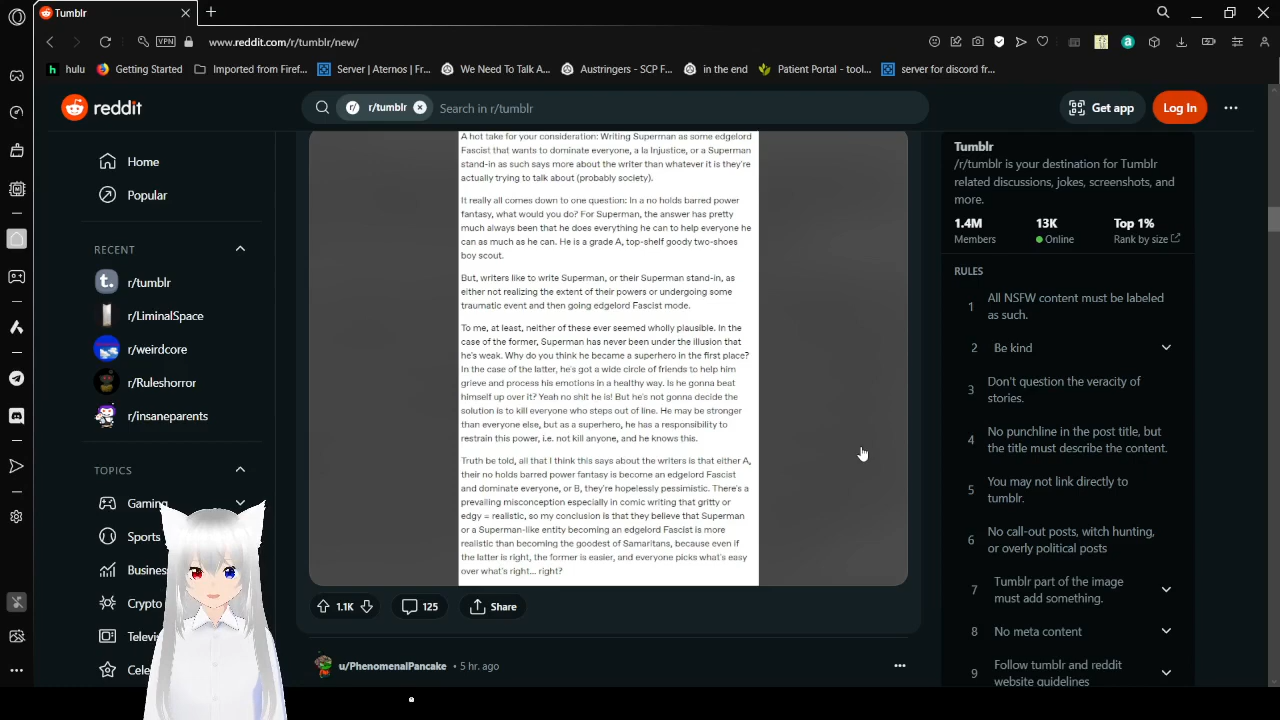 Tumblr
VPN
www.reddit.com/r/tumblr/new/
hulu
Getting Started
Imported from Firef...
Server | Aternos | Fr...
We Need To Talk A...
Austringers - SCP F...
in the end
Patient Portal - tool...
server for discord fr...
reddit
r/ r/tumblr
Search in r/tumblr
Get app
Log In
Home
Popular
RECENT
r/tumblr
r/LiminalSpace
r/weirdcore
r/Ruleshorror
r/insaneparents
TOPICS
Gaming
Sports
Busines
Crypto
Televi
Cele
A hot take for your consideration: Writing Superman as some edgelord
Fascist that wants to dominate everyone, a la Injustice, or a Superman
stand-in as such says more about the writer than whatever it is they're
actually trying to talk about (probably society).
It really all comes down to one question: In a no holds barred power
fantasy, what would you do? For Superman, the answer has pretty
much always been that he does everything he can to help everyone he
can as much as he can. He is a grade A, top-shelf goody two-shoes
boy scout.
But, writers like to write Superman, or their Superman stand-in, as
either not realizing the extent of their powers or undergoing some
traumatic event and then going edgelord Fascist mode.
To me, at least, neither of these ever seemed wholly plausible. In the
case of the former, Superman has never been under the illusion that
he's weak. Why do you think he became a superhero in the first place?
In the case of the latter, he's got a wide circle of friends to help him
grieve and process his emotions in a healthy way. Is he gonna beat
himself up over it? Yeah no shit he is! But he's not gonna decide the
solution is to kill everyone who steps out of line. He may be stronger
than everyone else, but as a superhero, he has a responsibility to
restrain this power, i.e. not kill anyone, and he knows this.
Truth be told, all that I think this says about the writers is that either A,
their no holds barred power fantasy is become an edgelord Fascist
and dominate everyone, or B, they're hopelessly pessimistic. There's a
prevailing misconception especially in comic writing that gritty or
edgy = realistic, so my conclusion is that they believe that Superman
or a Superman-like entity becoming an edgelord Fascist is more
realistic than becoming the goodest of Samaritans, because even if
the latter is right, the former is easier, and everyone picks what's easy
over what's right... right?
1.1K
125
Share
u/PhenomenalPancake • 5 hr. ago
Tumblr
/r/tumblr is your destination for Tumblr
related discussions, jokes, screenshots, and
more.
1.4M 13K Top 1%
Members Online Rank by size
RULES
1 All NSFW content must be labeled
as such.
2 Be kind
3 Don't question the veracity of
stories.
4 No punchline in the post title, but
the title must describe the content.
5 You may not link directly to
tumblr.
6 No call-out posts, witch hunting,
or overly political posts
7 Tumblr part of the image
must add something.
8 No meta content
9 Follow tumblr and reddit
website guidelines